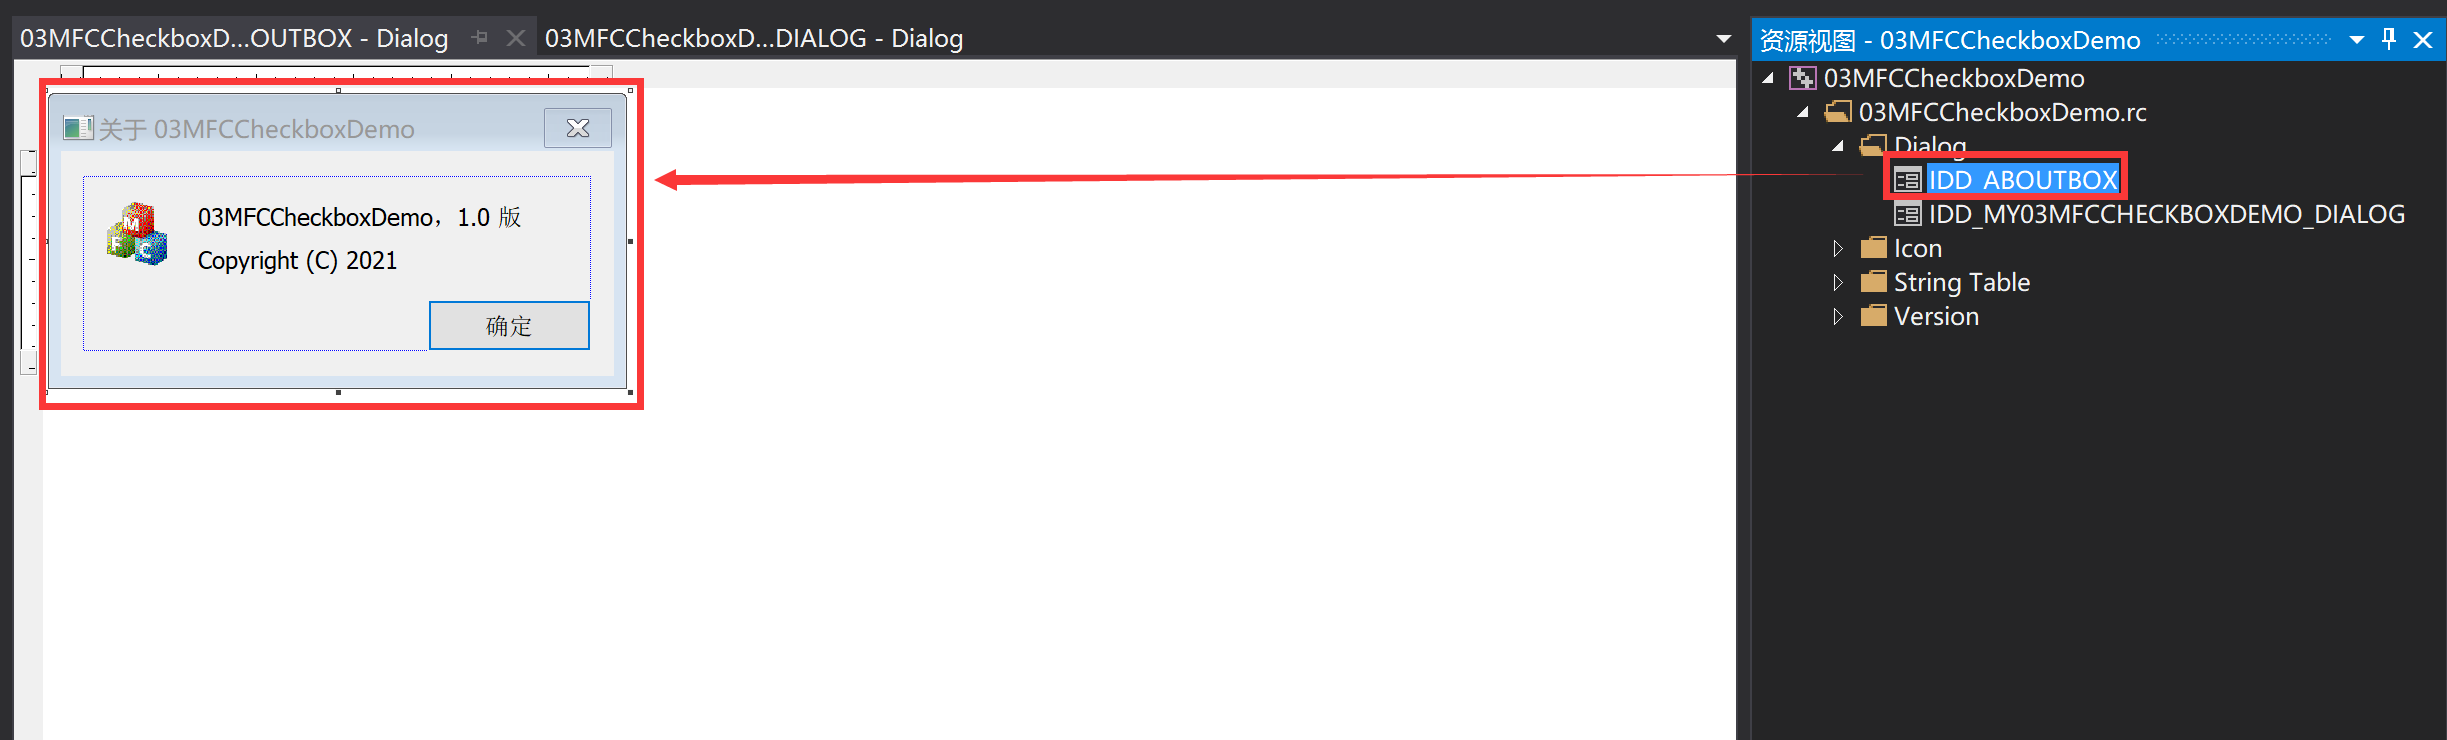 03MFCCheckboxD...OUTBOX - Dialog
03MFCCheckboxD...DIALOG - Dialog
关于 03MFCCheckboxDemo
M
F
C
03MFCCheckboxDemo，1.0 版
Copyright (C) 2021
确定
资源视图 - 03MFCCheckboxDemo
03MFCCheckboxDemo
03MFCCheckboxDemo.rc
Dialog
IDD_ABOUTBOX
IDD_MY03MFCCHECKBOXDEMO_DIALOG
Icon
String Table
Version